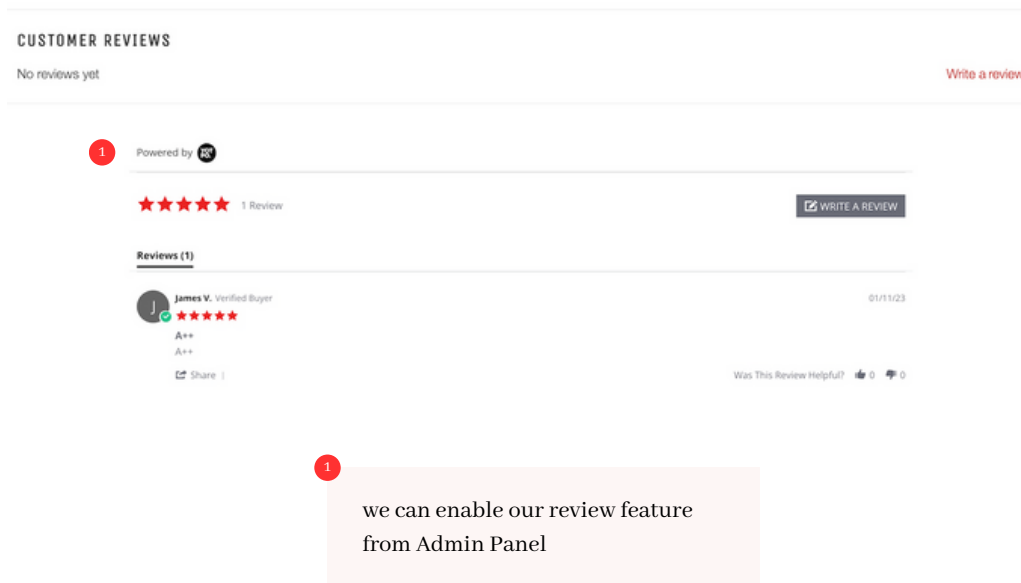 CUSTOMER REVIEWS
No reviews yet
Write a review
1 Powered by
1 Review
WRITE A REVIEW
Reviews (1)
J James V. Verified Buyer 01/11/23
A++
A++
Share | Was This Review Helpful? 0 0
1
we can enable our review feature
from Admin Panel